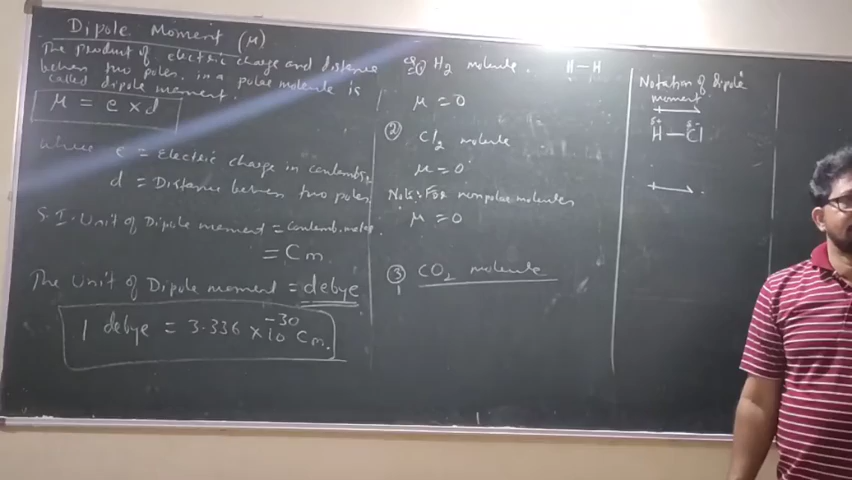 Dipole Moment (μ)
The product of electric charge and distance
between two poles in a polar molecule is
called dipole moment.
μ = e × d
where e = Electric charge in coulombs
d = Distance between two poles
S.I. Unit of Dipole moment = coulomb.meter.
= Cm
The Unit of Dipole moment = debye
1 debye = 3.336 × 10⁻³⁰ Cm.
eg ① H₂ molecule. H—H
μ = 0
② Cl₂ molecule
μ = 0
Note: For nonpolar molecules
μ = 0
③ CO₂ molecule
Notation of Dipole
moment
δ+ δ-
H—Cl